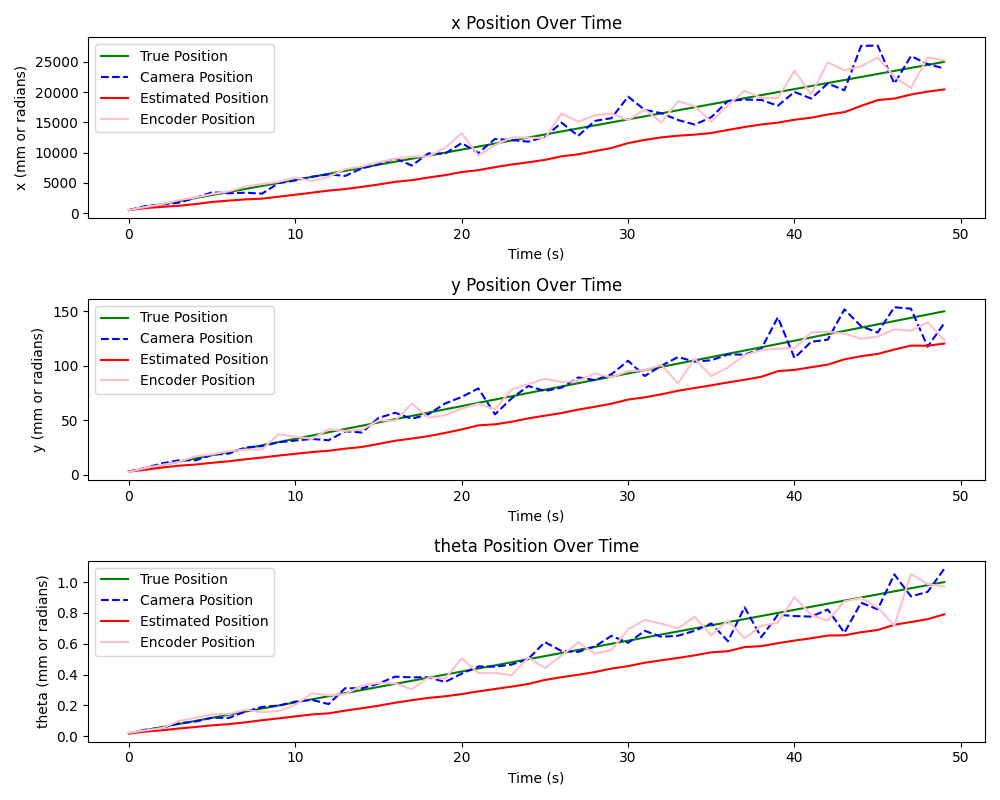 x Position Over Time
x (mm or radians)
25000
20000
15000
10000
5000
0
True Position
Camera Position
Estimated Position
Encoder Position
0 10 20 30 40 50
Time (s)
y Position Over Time
y (mm or radians)
150
100
50
0
True Position
Camera Position
Estimated Position
Encoder Position
0 10 20 30 40 50
Time (s)
theta Position Over Time
theta (mm or radians)
1.0
0.8
0.6
0.4
0.2
0.0
True Position
Camera Position
Estimated Position
Encoder Position
0 10 20 30 40 50
Time (s)